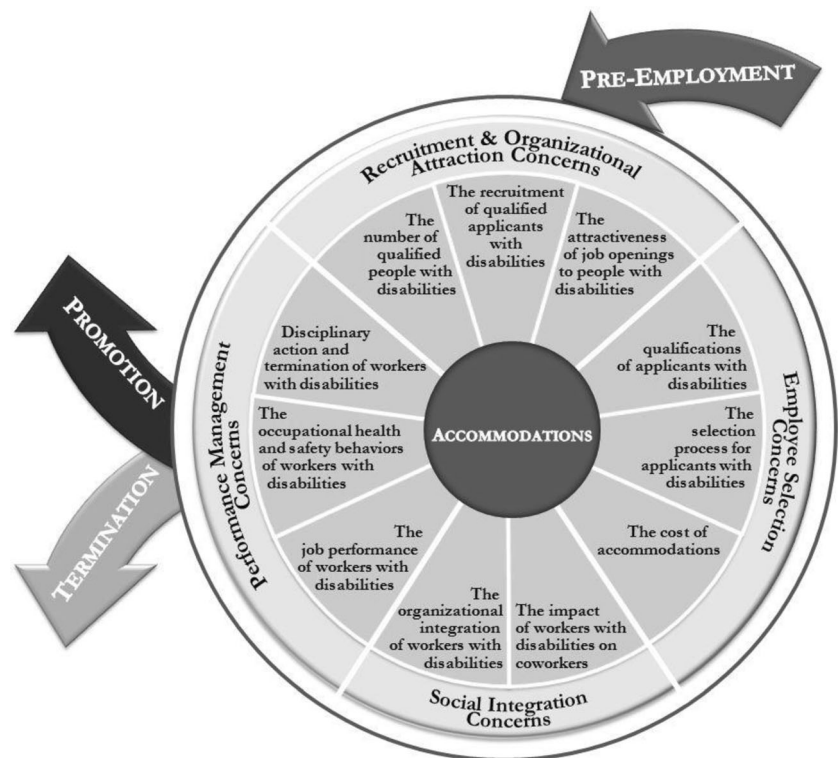 PRE-EMPLOYMENT
Recruitment & Organizational
Attraction Concerns
The
number of
qualified
people with
disabilities
The recruitment
of qualified
applicants
with
disabilities
The
attractiveness
of job openings
to people with
disabilities
Employee Selection
Concerns
The
qualifications
of applicants with
disabilities
The
selection
process for
applicants with
disabilities
The cost of
accommodations
Social Integration
Concerns
The impact
of workers with
disabilities on
coworkers
The
organizational
integration
of workers with
disabilities
Performance Management
Concerns
The
job performance
of workers with
disabilities
The
occupational health
and safety behaviors
of workers with
disabilities
Disciplinary
action and
termination of workers
with disabilities
ACCOMMODATIONS
PROMOTION
TERMINATION